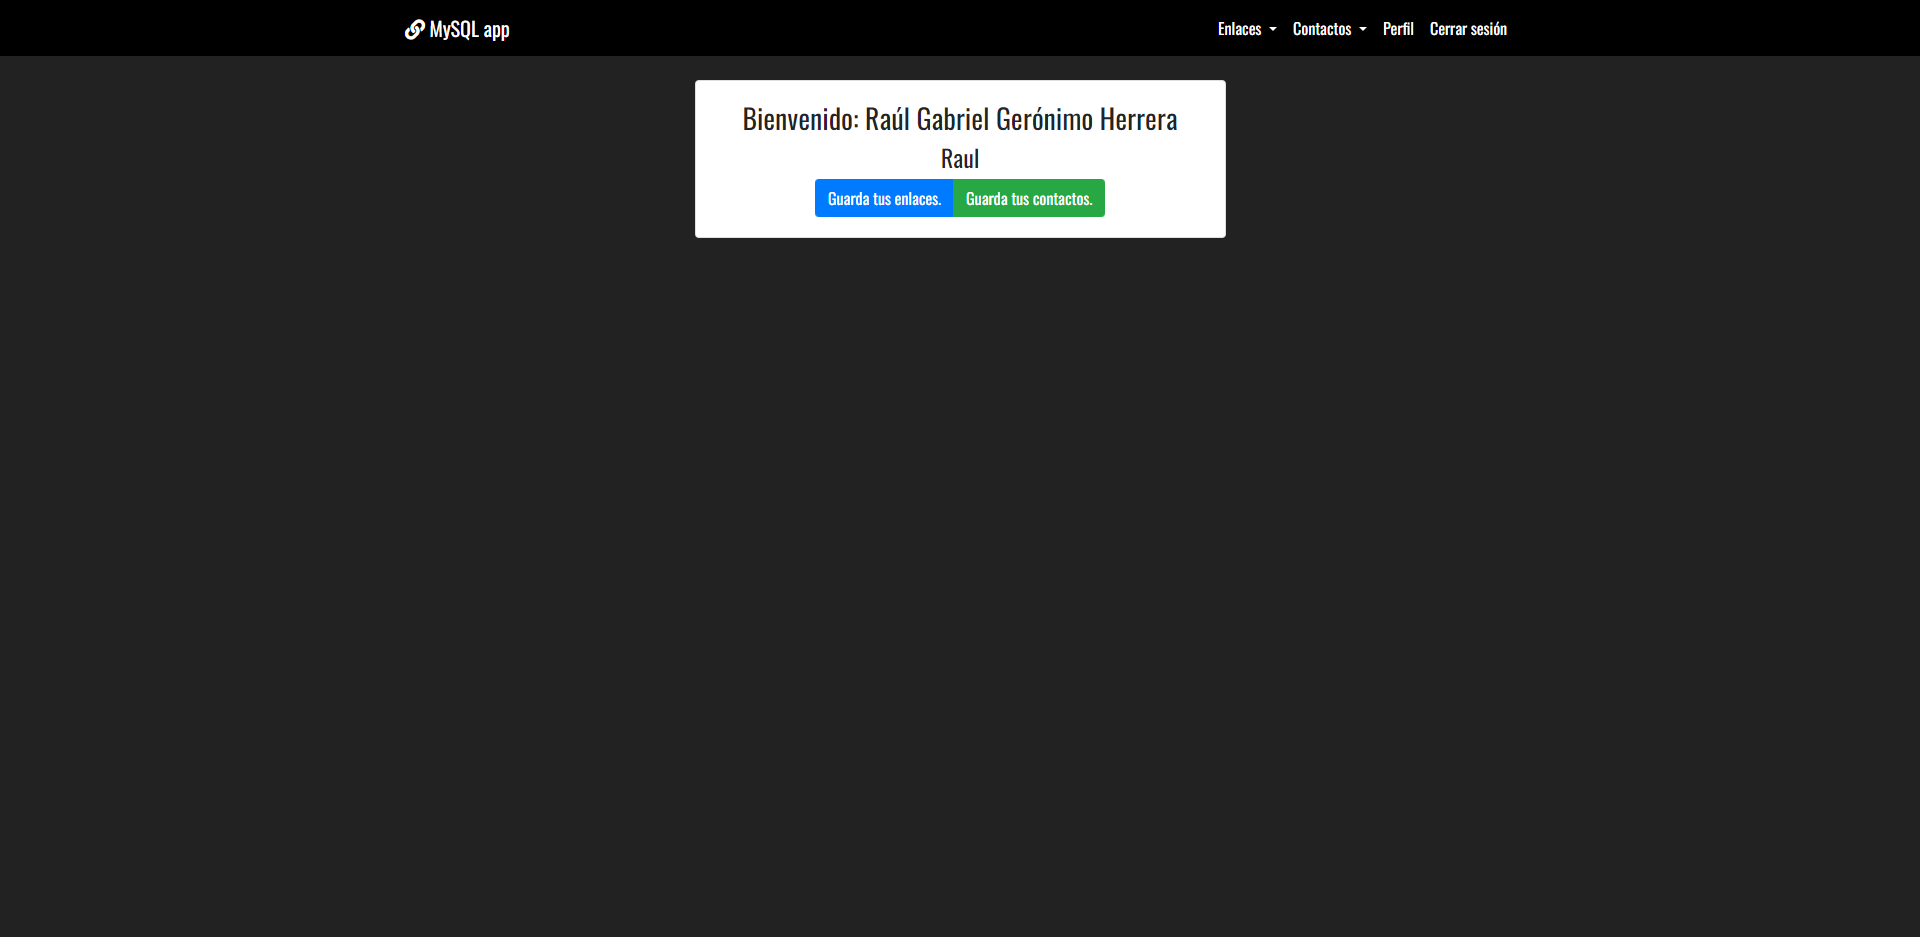 MySQL app
Enlaces Contactos Perfil Cerrar sesión
Bienvenido: Raúl Gabriel Gerónimo Herrera
Raul
Guarda tus enlaces. Guarda tus contactos.